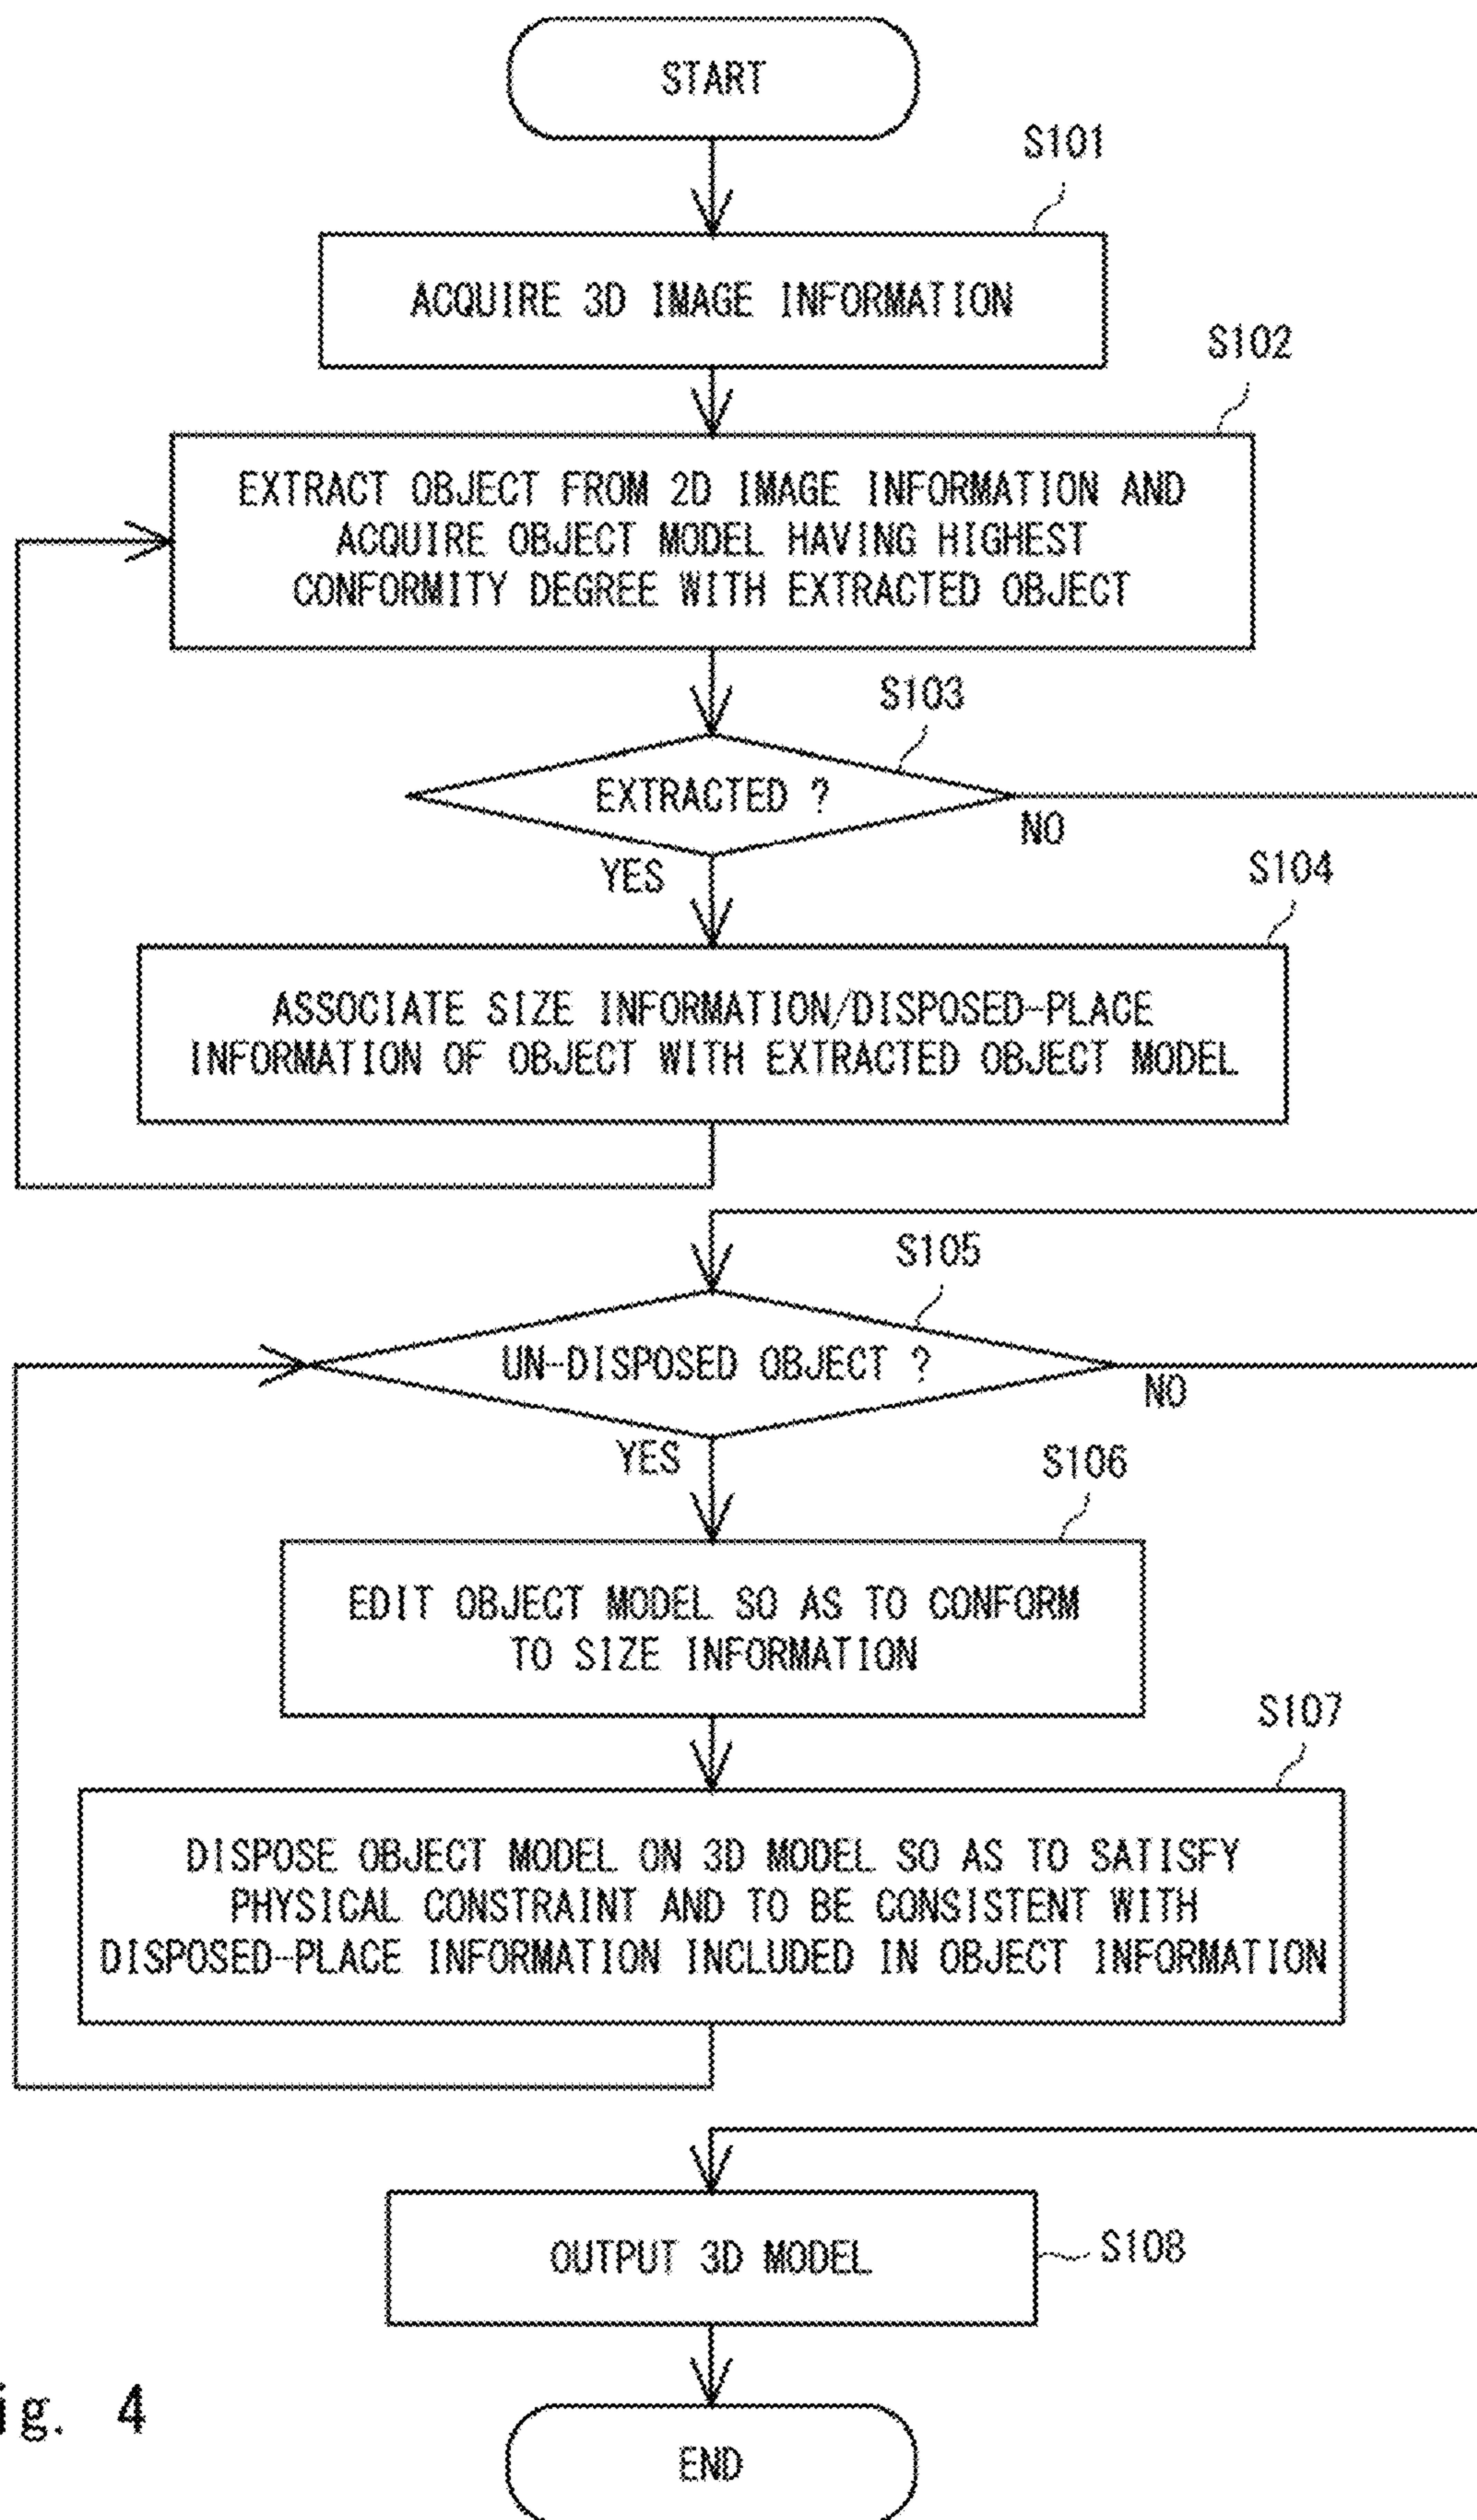 START
S101
ACQUIRE 3D IMAGE INFORMATION
S102
EXTRACT OBJECT FROM 2D IMAGE INFORMATION AND
ACQUIRE OBJECT MODEL HAVING HIGHEST
CONFORMITY DEGREE WITH EXTRACTED OBJECT
S103
EXTRACTED ?
NO
YES
S104
ASSOCIATE SIZE INFORMATION/DISPOSED-PLACE
INFORMATION OF OBJECT WITH EXTRACTED OBJECT MODEL
S105
UN-DISPOSED OBJECT ?
NO
YES
S106
EDIT OBJECT MODEL SO AS TO CONFORM
TO SIZE INFORMATION
S107
DISPOSE OBJECT MODEL ON 3D MODEL SO AS TO SATISFY
PHYSICAL CONSTRAINT AND TO BE CONSISTENT WITH
DISPOSED-PLACE INFORMATION INCLUDED IN OBJECT INFORMATION
OUTPUT 3D MODEL
S108
ig. 4
END